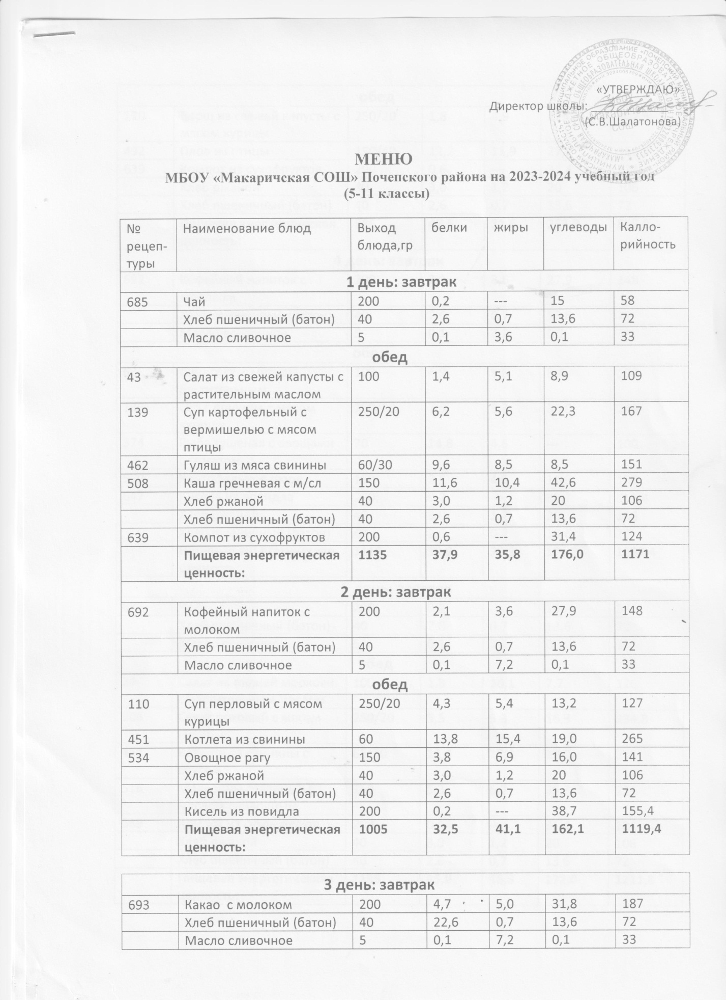 «УТВЕРЖДАЮ»
Директор школы:
(С.В.Шалатонова)
МЕНЮ
МБОУ «Макаричская СОШ» Почепского района на 2023-2024 учебный год
(5-11 классы)
№ рецеп-туры Наименование блюд Выход блюда,гр белки жиры углеводы Калло-рийность
1 день: завтрак
685 Чай 200 0,2 --- 15 58
Хлеб пшеничный (батон) 40 2,6 0,7 13,6 72
Масло сливочное 5 0,1 3,6 0,1 33
обед
43 Салат из свежей капусты с 100 1,4 5,1 8,9 109
растительным маслом
139 Суп картофельный с 250/20 6,2 5,6 22,3 167
вермишелью с мясом
птицы
462 Гуляш из мяса свинины 60/30 9,6 8,5 8,5 151
508 Каша гречневая с м/сл 150 11,6 10,4 42,6 279
Хлеб ржаной 40 3,0 1,2 20 106
Хлеб пшеничный (батон) 40 2,6 0,7 13,6 72
639 Компот из сухофруктов 200 0,6 --- 31,4 124
Пищевая энергетическая 1135 37,9 35,8 176,0 1171
ценность:
2 день: завтрак
692 Кофейный напиток с 200 2,1 3,6 27,9 148
молоком
Хлеб пшеничный (батон) 40 2,6 0,7 13,6 72
Масло сливочное 5 0,1 7,2 0,1 33
обед
110 Суп перловый с мясом 250/20 4,3 5,4 13,2 127
курицы
451 Котлета из свинины 60 13,8 15,4 19,0 265
534 Овощное рагу 150 3,8 6,9 16,0 141
Хлеб ржаной 40 3,0 1,2 20 106
Хлеб пшеничный (батон) 40 2,6 0,7 13,6 72
Кисель из повидла 200 0,2 --- 38,7 155,4
Пищевая энергетическая 1005 32,5 41,1 162,1 1119,4
ценность:
3 день: завтрак
693 Какао с молоком 200 4,7 5,0 31,8 187
Хлеб пшеничный (батон) 40 22,6 0,7 13,6 72
Масло сливочное 5 0,1 7,2 0,1 33